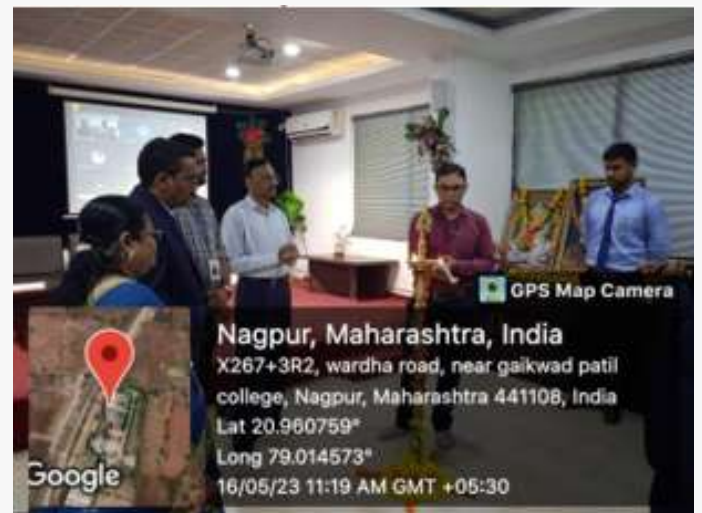 GPS Map Camera
Nagpur, Maharashtra, India
X267+3R2, wardha road, near gaikwad patil
college, Nagpur, Maharashtra 441108, India
Lat 20.960759°
Long 79.014573°
16/05/23 11:19 AM GMT +05:30
Google